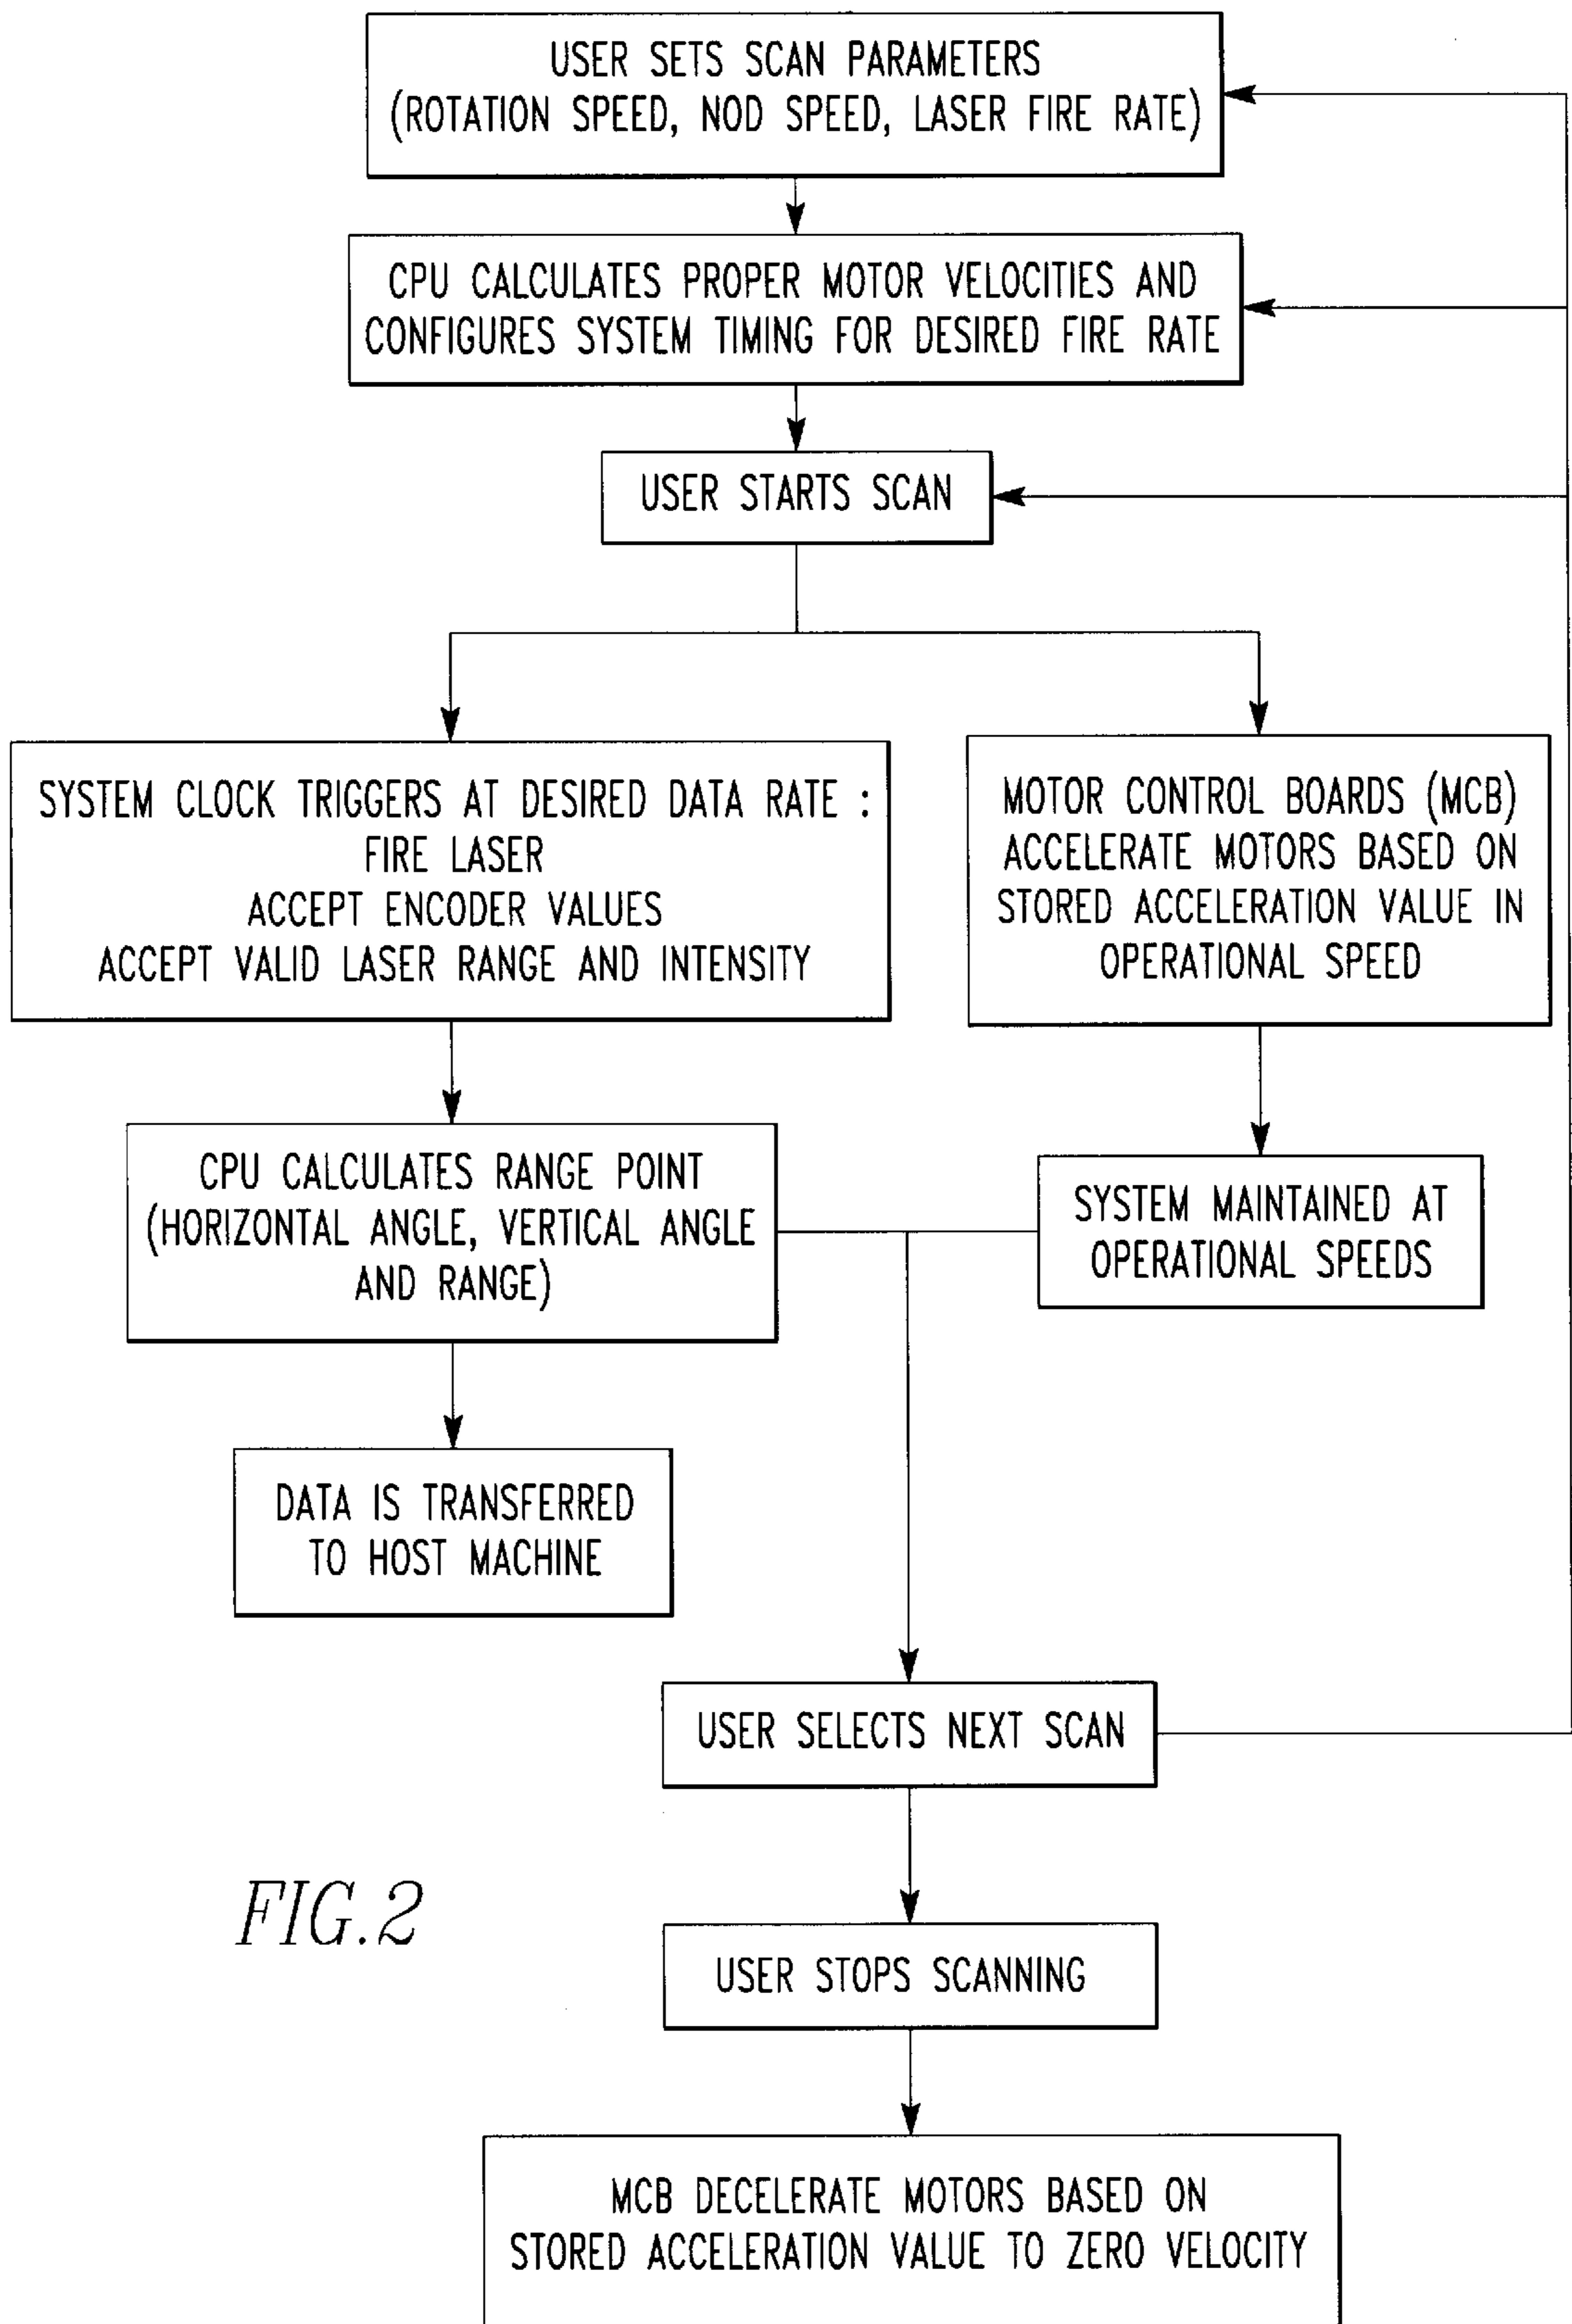 USER SETS SCAN PARAMETERS
(ROTATION SPEED, NOD SPEED, LASER FIRE RATE)
CPU CALCULATES PROPER MOTOR VELOCITIES AND
CONFIGURES SYSTEM TIMING FOR DESIRED FIRE RATE
USER STARTS SCAN
SYSTEM CLOCK TRIGGERS AT DESIRED DATA RATE :
FIRE LASER
ACCEPT ENCODER VALUES
ACCEPT VALID LASER RANGE AND INTENSITY
MOTOR CONTROL BOARDS (MCB)
ACCELERATE MOTORS BASED ON
STORED ACCELERATION VALUE IN
OPERATIONAL SPEED
CPU CALCULATES RANGE POINT
(HORIZONTAL ANGLE, VERTICAL ANGLE
AND RANGE)
SYSTEM MAINTAINED AT
OPERATIONAL SPEEDS
DATA IS TRANSFERRED
TO HOST MACHINE
USER SELECTS NEXT SCAN
FIG.2
USER STOPS SCANNING
MCB DECELERATE MOTORS BASED ON
STORED ACCELERATION VALUE TO ZERO VELOCITY